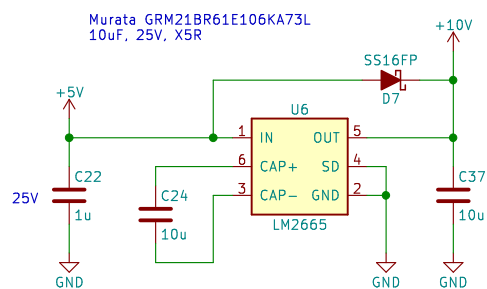 Murata GRM21BR61E106KA73L
10uF, 25V, X5R
+10V
SS16FP
D7
+5V
U6
1 IN OUT 5
6 CAP+ SD 4
3 CAP- GND 2
LM2665
C22
25V
1u
C24
10u
C37
10u
GND
GND
GND